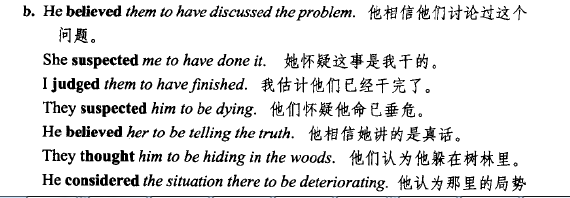 b. He believed them to have discussed the problem. 他相信他们讨论过这个
问题。
She suspected me to have done it. 她怀疑这事是我干的。
I judged them to have finished. 我估计他们已经干完了。
They suspected him to be dying. 他们怀疑他命已垂危。
He believed her to be telling the truth. 他相信她讲的是真话。
They thought him to be hiding in the woods. 他们认为他躲在树林里。
He considered the situation there to be deteriorating. 他认为那里的局势